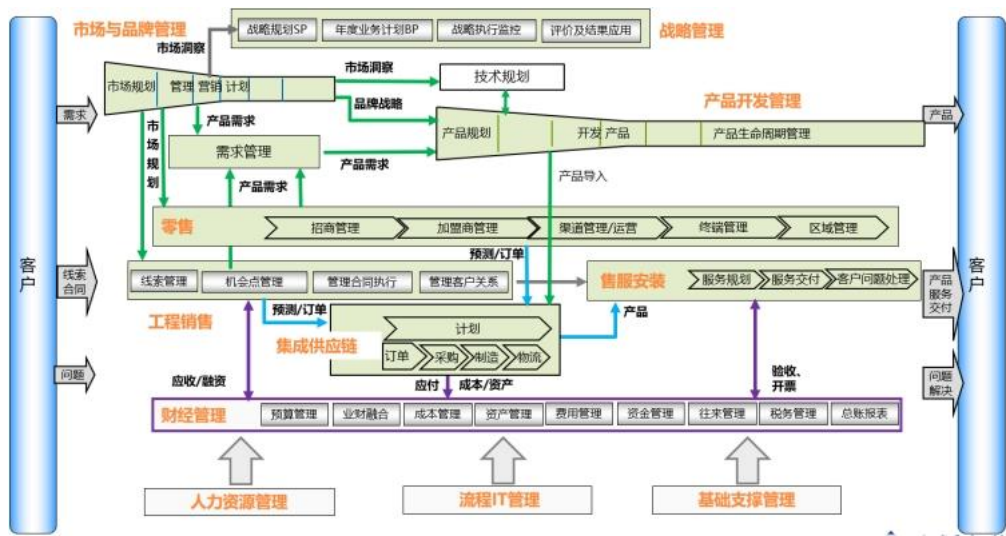 市场与品牌管理
战略规划SP
年度业务计划BP
战略执行监控
评价及结果应用
战略管理
市场洞察
市场规划
管理
营销
计划
市场洞察
技术规划
品牌战略
产品开发管理
需求
产品需求
产品规划
开发
产品
产品生命周期管理
产品
市场规划
需求管理
产品需求
产品需求
产品导入
零售
招商管理
加盟商管理
渠道管理/运营
终端管理
区域管理
预测/订单
客户
线索
合同
线索管理
机会点管理
管理合同执行
管理客户关系
售服安装
服务规划
服务交付
客户问题处理
产品
服务
交付
客户
工程销售
预测/订单
集成供应链
计划
产品
订单
采购
制造
物流
问题
应收/融资
应付
成本/资产
验收、
开票
问题
解决
财经管理
预算管理
业财融合
成本管理
资产管理
费用管理
资金管理
往来管理
税务管理
总账报表
人力资源管理
流程IT管理
基础支撑管理